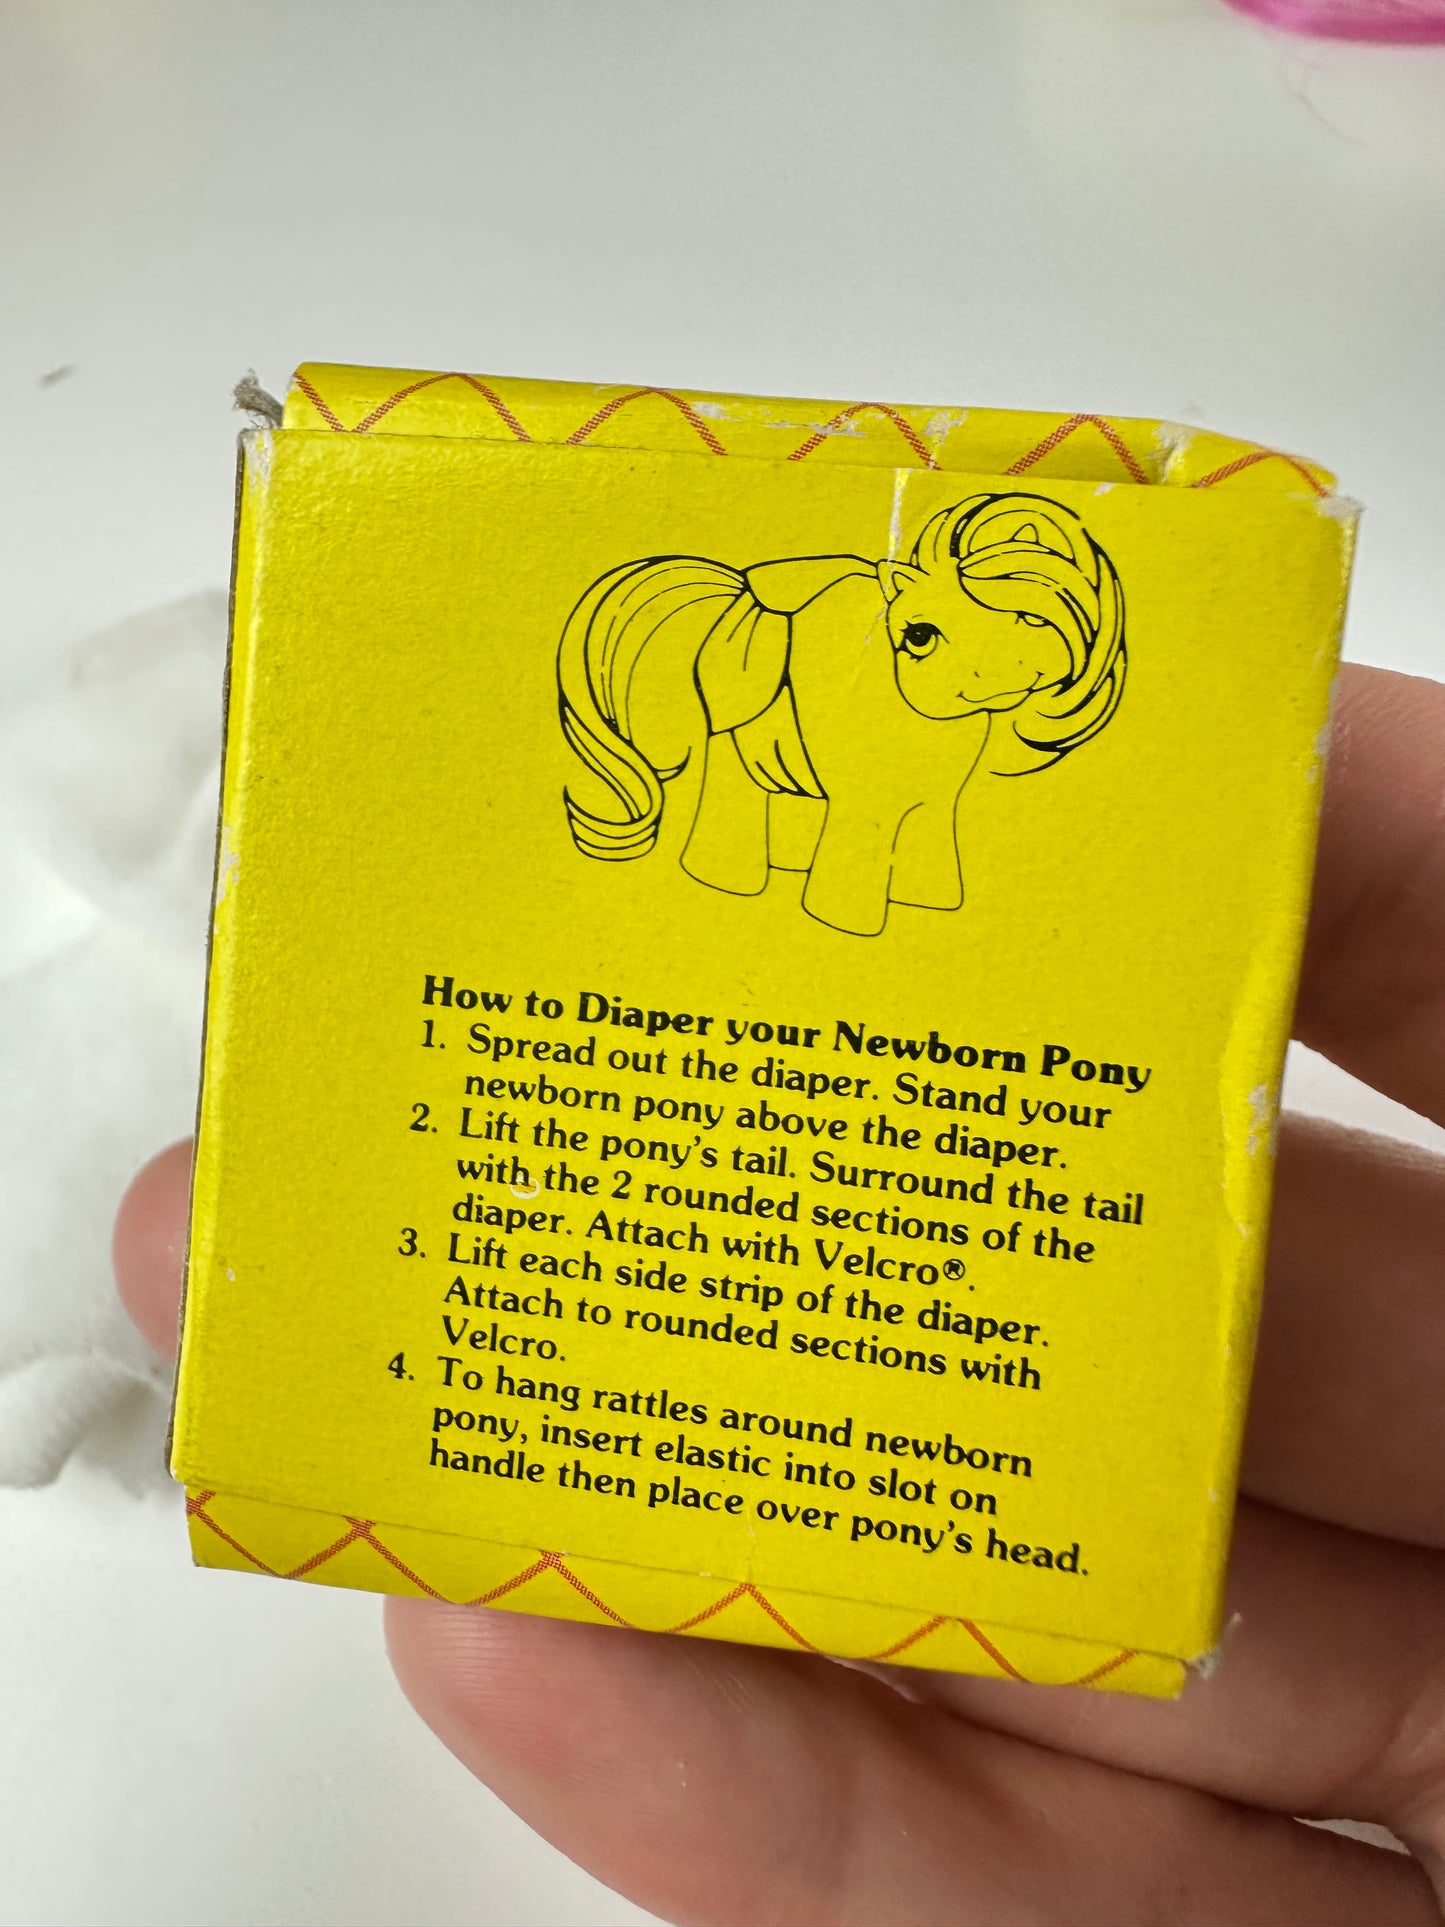 How to Diaper your Newborn Pony
1. Spread out the diaper. Stand your
newborn pony above the diaper.
2. Lift the pony's tail. Surround the tail
with the 2 rounded sections of the
diaper. Attach with Velcro®.
3. Lift each side strip of the diaper.
Attach to rounded sections with
Velcro.
4. To hang rattles around newborn
pony, insert elastic into slot on
handle then place over pony's head.